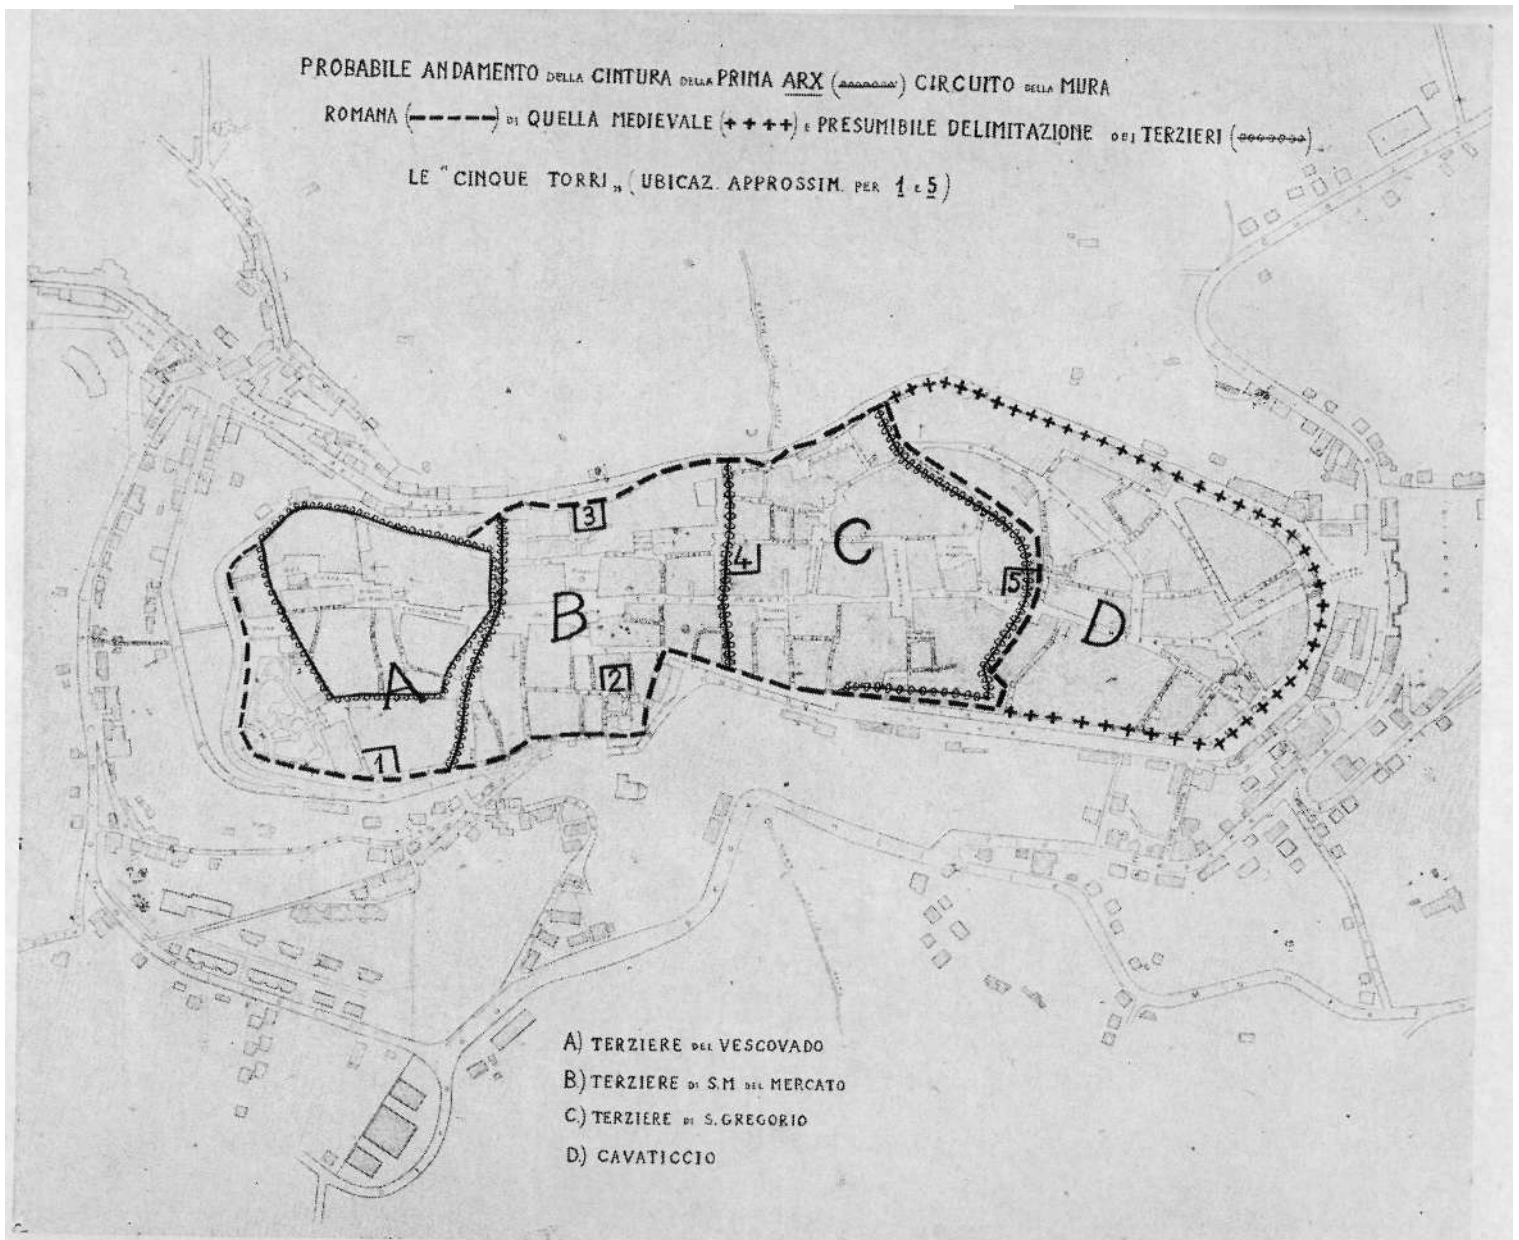 PROBABILE ANDAMENTO DELLA CINTURA DELLA PRIMA ARX ( ) CIRCUITO DELLA MURA
ROMANA (------) DI QUELLA MEDIEVALE (++++) E PRESUMIBILE DELIMITAZIONE DEI TERZIERI ( ).
LE "CINQUE TORRI„ (UBICAZ. APPROSSIM. PER 1 E 5)
3
C
4
5
B
D
A
2
1
A) TERZIERE DEL VESCOVADO
B.) TERZIERE DI S.M DEL MERCATO
C.) TERZIERE DI S. GREGORIO
D.) CAVATICCIO